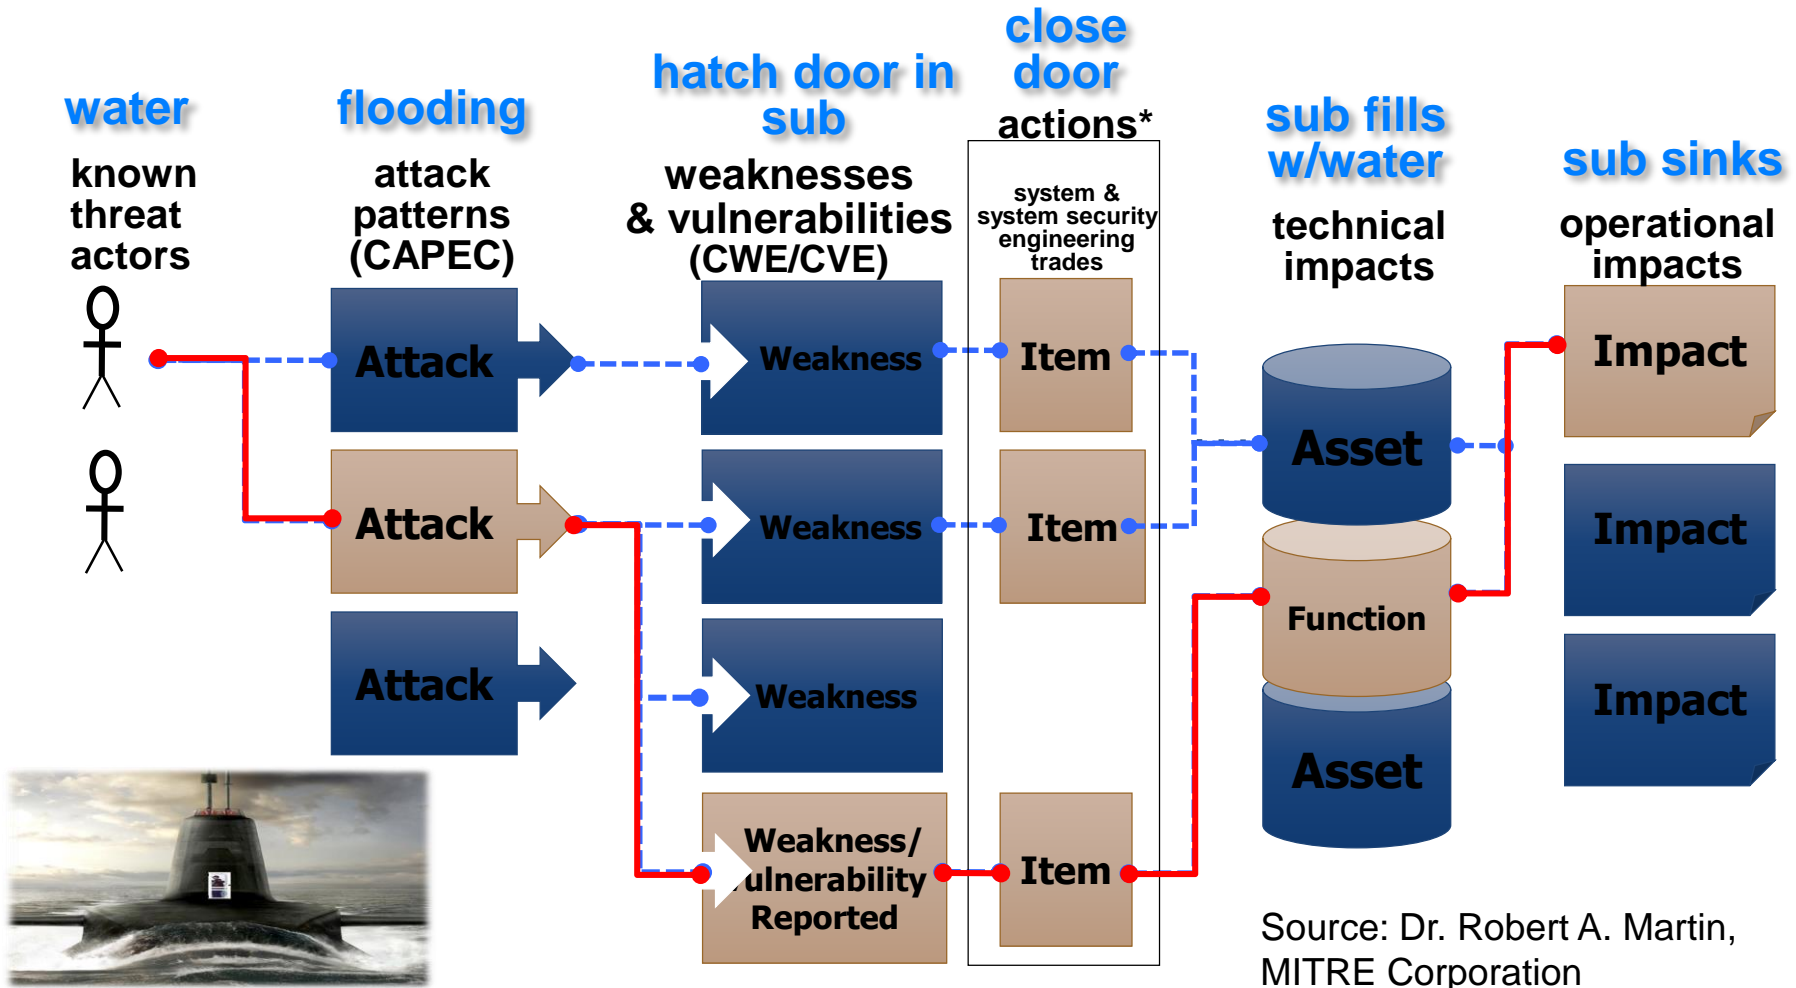 water
known
threat
actors
flooding
attack
patterns
(CAPEC)
hatch door in
sub
weaknesses
& vulnerabilities
(CWE/CVE)
close
door
actions*
system &
system security
engineering
trades
sub fills
w/water
technical
impacts
sub sinks
operational
impacts
Attack
Weakness
Item
Asset
Impact
Attack
Weakness
Item
Function
Impact
Attack
Weakness
Asset
Impact
Weakness/
Vulnerability
Reported
Item
Source: Dr. Robert A. Martin,
MITRE Corporation